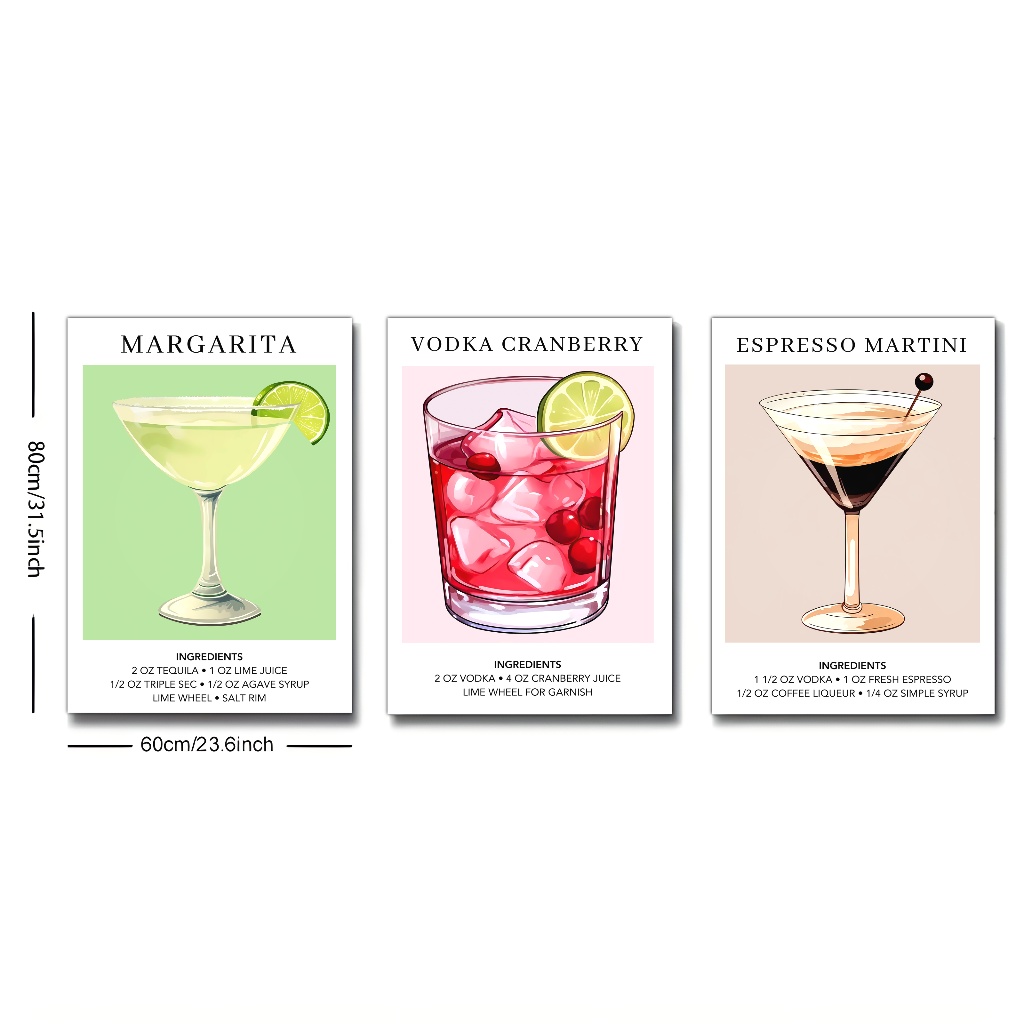 MARGARITA
INGREDIENTS
2 OZ TEQUILA • 1 OZ LIME JUICE
1/2 OZ TRIPLE SEC • 1/2 OZ AGAVE SYRUP
LIME WHEEL • SALT RIM
VODKA CRANBERRY
INGREDIENTS
2 OZ VODKA • 4 OZ CRANBERRY JUICE
LIME WHEEL FOR GARNISH
ESPRESSO MARTINI
INGREDIENTS
1 1/2 OZ VODKA • 1 OZ FRESH ESPRESSO
1/2 OZ COFFEE LIQUEUR • 1/4 OZ SIMPLE SYRUP
80cm/31.5inch
60cm/23.6inch